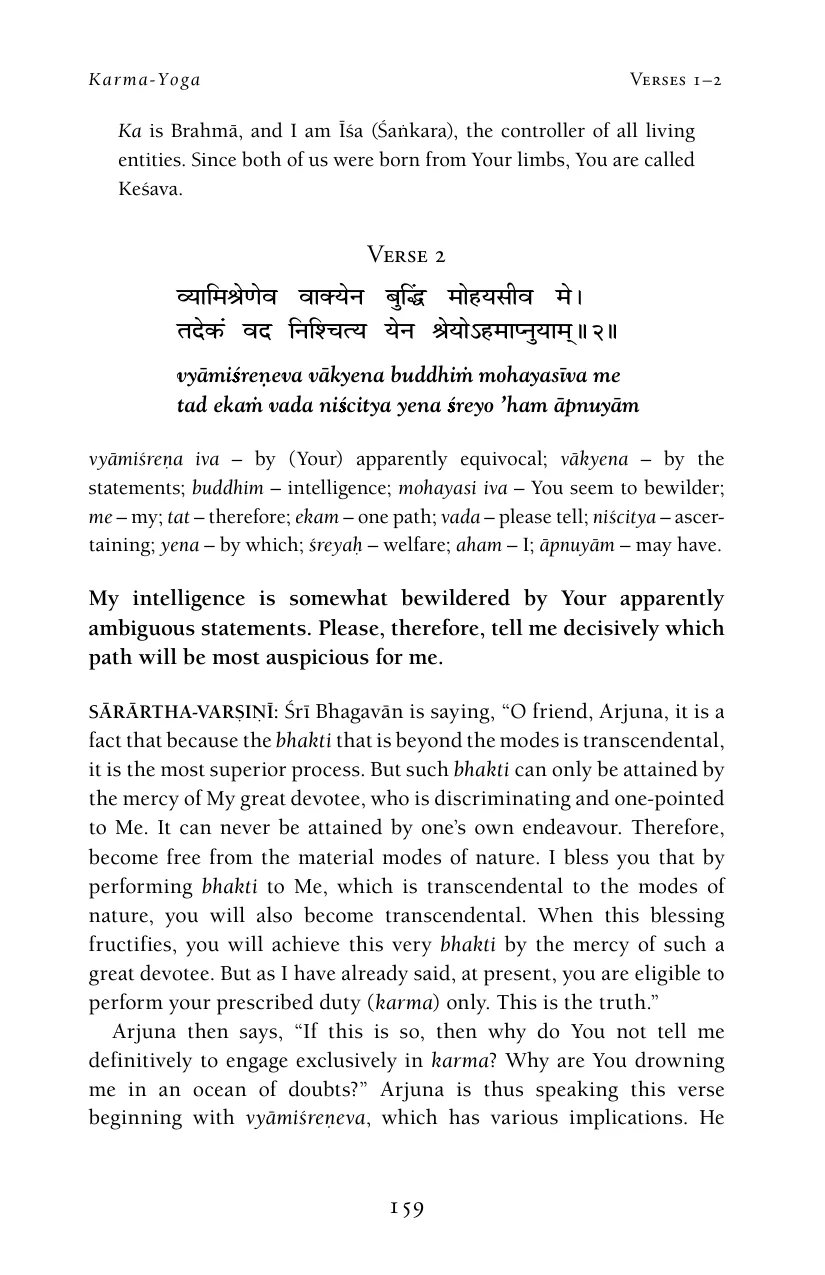 Karma-Yoga Verses 1–2
Ka is Brahmā, and I am Īśa (Śaṅkara), the controller of all living
entities. Since both of us were born from Your limbs, You are called
Keśava.
Verse 2
व्यामिश्रेणेव वाक्येन बुद्धिं मोहयसीव मे।
तदेकं वद निश्चित्य येन श्रेयोऽहमाप्नुयाम्॥२॥
vyāmiśreṇeva vākyena buddhiṁ mohayasīva me
tad ekaṁ vada niścitya yena śreyo ’ham āpnuyām
vyāmiśreṇa iva – by (Your) apparently equivocal; vākyena – by the
statements; buddhim – intelligence; mohayasi iva – You seem to bewilder;
me – my; tat – therefore; ekam – one path; vada – please tell; niścitya – ascer-
taining; yena – by which; śreyaḥ – welfare; aham – I; āpnuyām – may have.
My intelligence is somewhat bewildered by Your apparently
ambiguous statements. Please, therefore, tell me decisively which
path will be most auspicious for me.
SĀRĀRTHA-VARṢIṆĪ: Śrī Bhagavān is saying, “O friend, Arjuna, it is a
fact that because the bhakti that is beyond the modes is transcendental,
it is the most superior process. But such bhakti can only be attained by
the mercy of My great devotee, who is discriminating and one-pointed
to Me. It can never be attained by one’s own endeavour. Therefore,
become free from the material modes of nature. I bless you that by
performing bhakti to Me, which is transcendental to the modes of
nature, you will also become transcendental. When this blessing
fructifies, you will achieve this very bhakti by the mercy of such a
great devotee. But as I have already said, at present, you are eligible to
perform your prescribed duty (karma) only. This is the truth.”
Arjuna then says, “If this is so, then why do You not tell me
definitively to engage exclusively in karma? Why are You drowning
me in an ocean of doubts?” Arjuna is thus speaking this verse
beginning with vyāmiśreṇeva, which has various implications. He
159